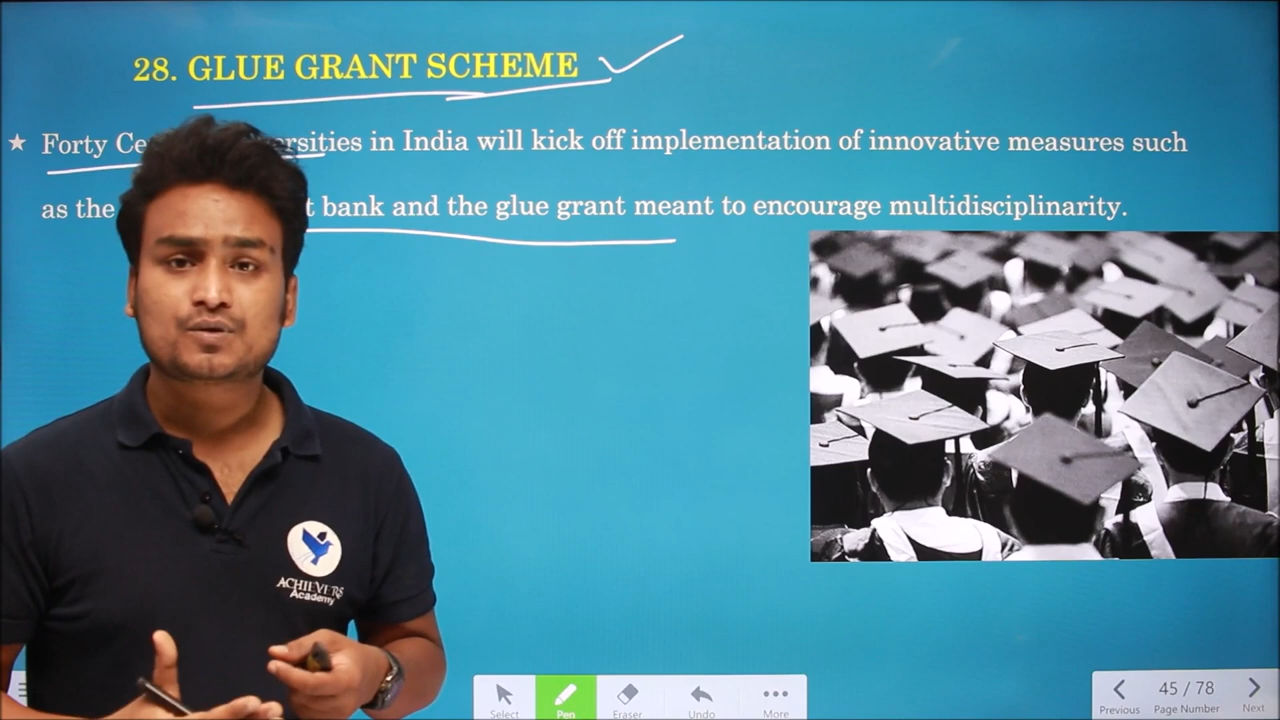 28. GLUE GRANT SCHEME
★ Forty Ce ersities in India will kick off implementation of innovative measures such
as the t bank and the glue grant meant to encourage multidisciplinarity.
ACHIEVERS
Academy
Select Pen Eraser Undo More
45 / 78
Previous Page Number Next